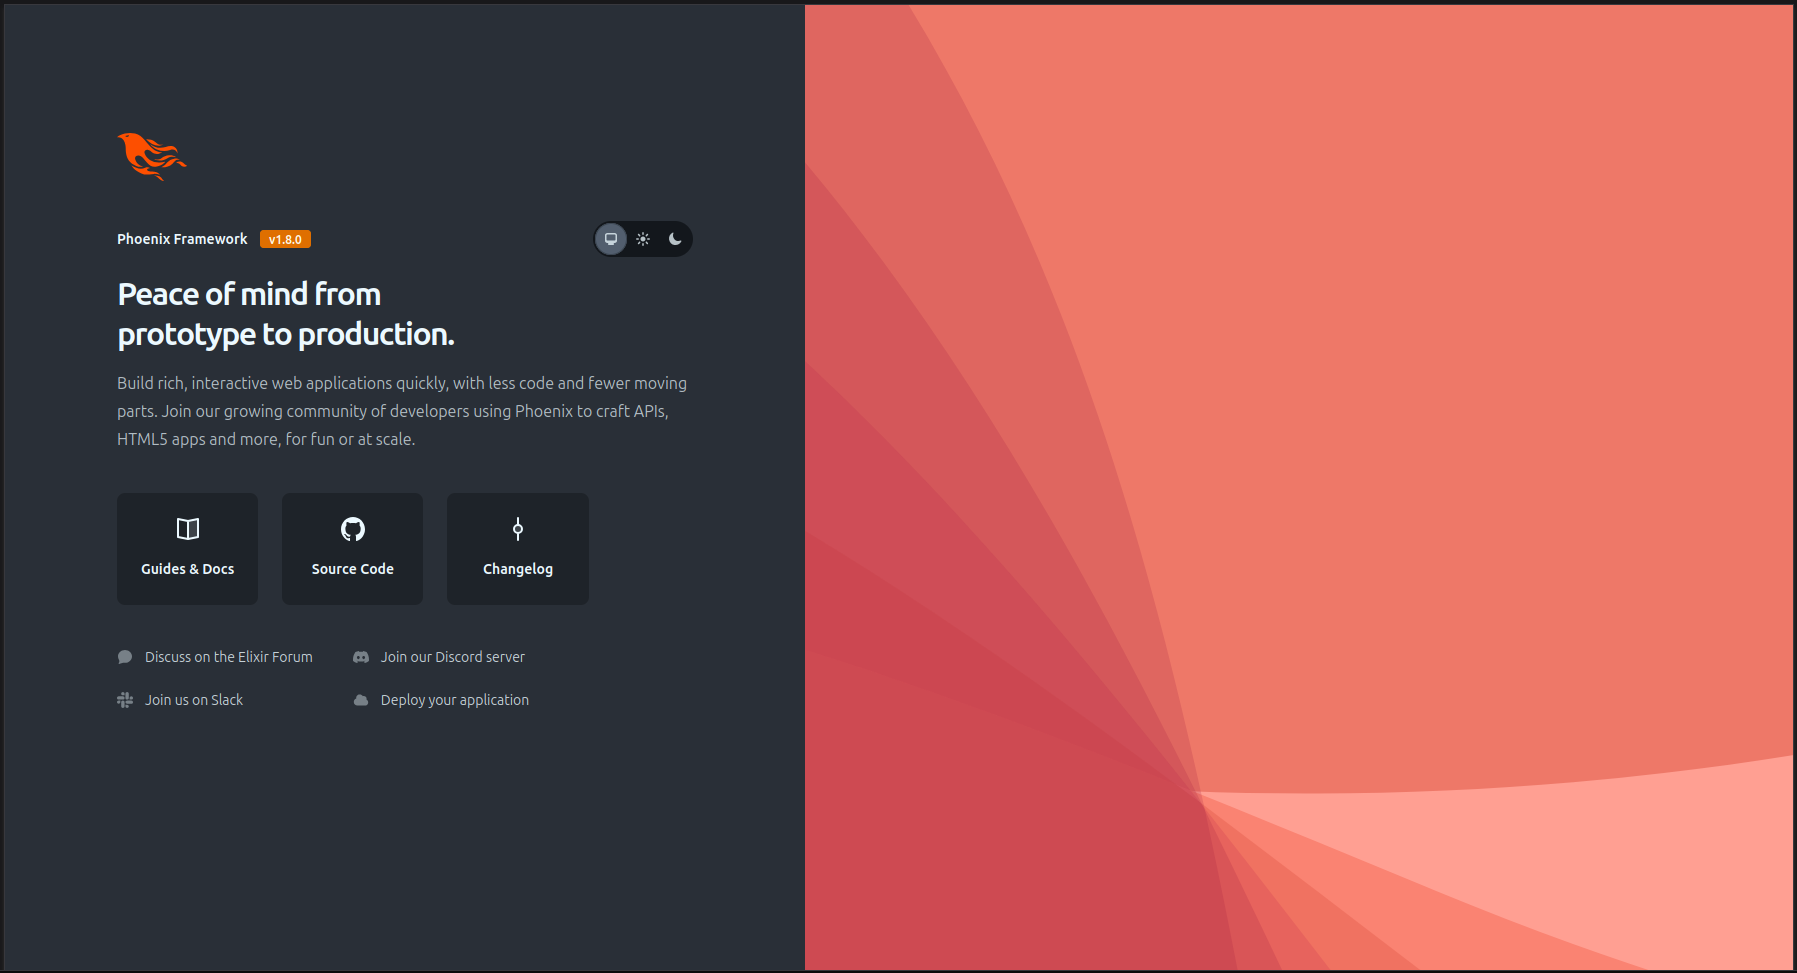 Phoenix Framework v1.8.0
Peace of mind from
prototype to production.
Build rich, interactive web applications quickly, with less code and fewer moving
parts. Join our growing community of developers using Phoenix to craft APIs,
HTML5 apps and more, for fun or at scale.
Guides & Docs
Source Code
Changelog
Discuss on the Elixir Forum
Join our Discord server
Join us on Slack
Deploy your application